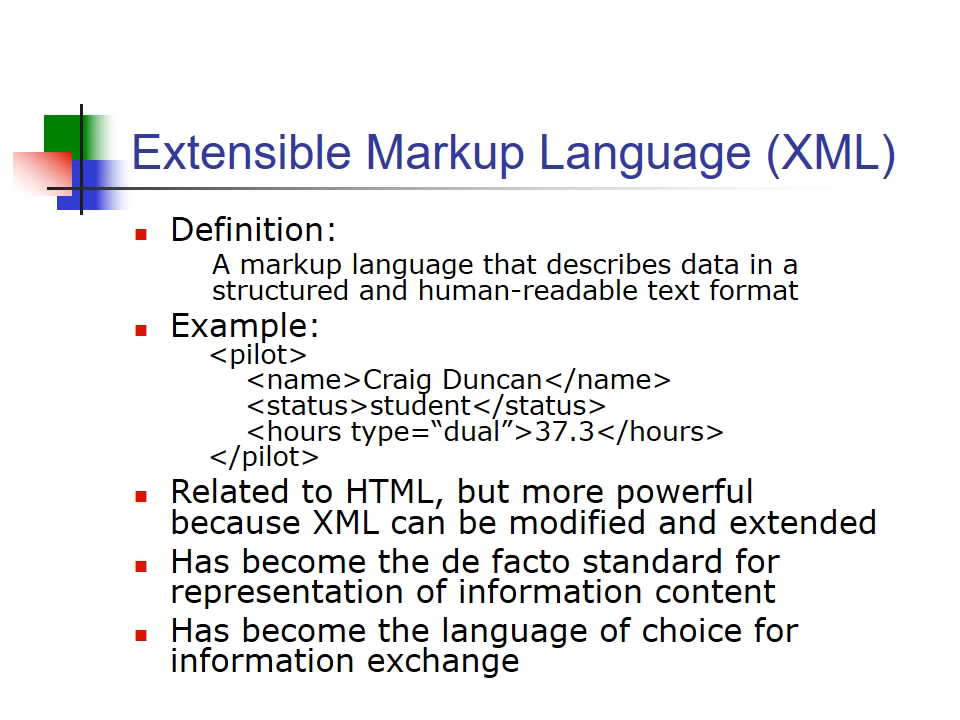 Extensible Markup Language (XML)
Definition:
A markup language that describes data in a
structured and human-readable text format
Example:
<pilot>
<name>Craig Duncan</name>
<status>student</status>
<hours type=“dual”>37.3</hours>
</pilot>
Related to HTML, but more powerful
because XML can be modified and extended
Has become the de facto standard for
representation of information content
Has become the language of choice for
information exchange